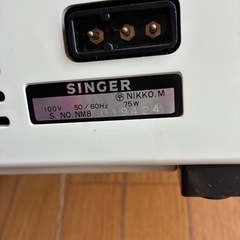 SINGER
NIKKO.M
100V 50/60Hz 75W
S. NO. NM8